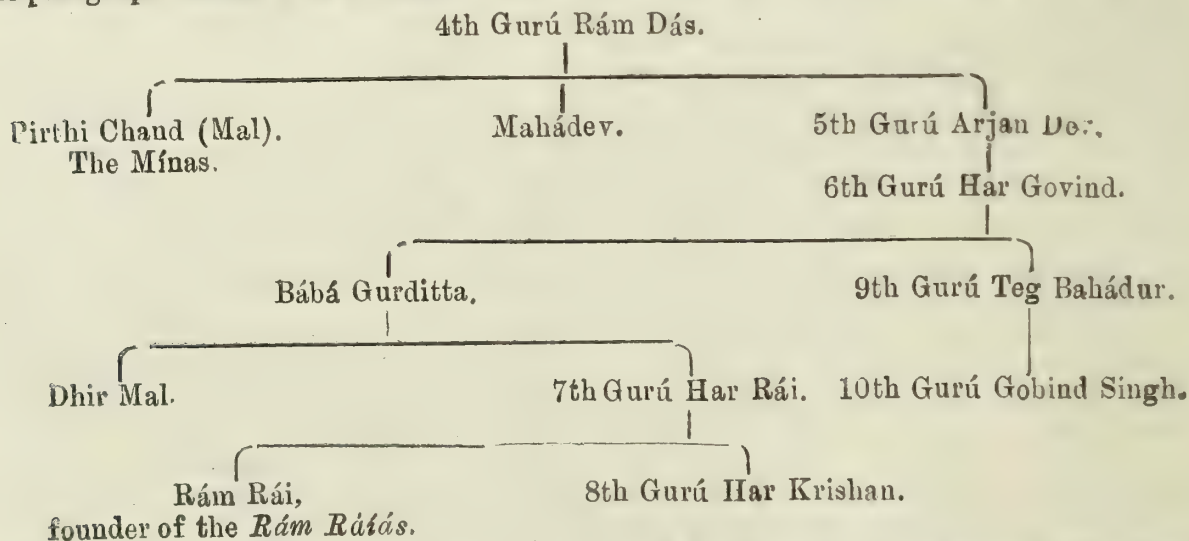 4th Gurú Rám Dás.
Pirthi Chand (Mal). Mahádev. 5th Gurú Arjan
The Mínas.
6th Gurú Har Govind.
Bábá Gurditta. 9th Gurú Teg Bahádur.
Dhir Mal. 7th Gurú Har Rái. 10th Gurú Gobind Singh.
Rám Rái, 8th Gurú Har Krishan.
founder of the Rám Ráiás.